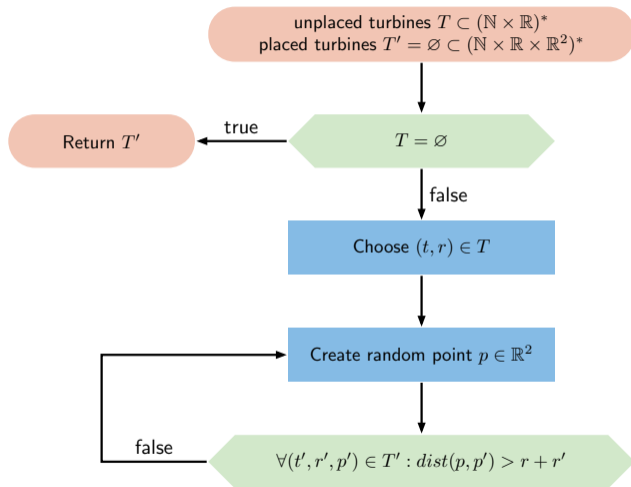 unplaced turbines T ⊂ (ℕ × ℝ)*
placed turbines T′ = ∅ ⊂ (ℕ × ℝ × ℝ²)*
true
Return T′
T = ∅
false
Choose (t, r) ∈ T
Create random point p ∈ ℝ²
false
∀(t′, r′, p′) ∈ T′ : dist(p, p′) > r + r′